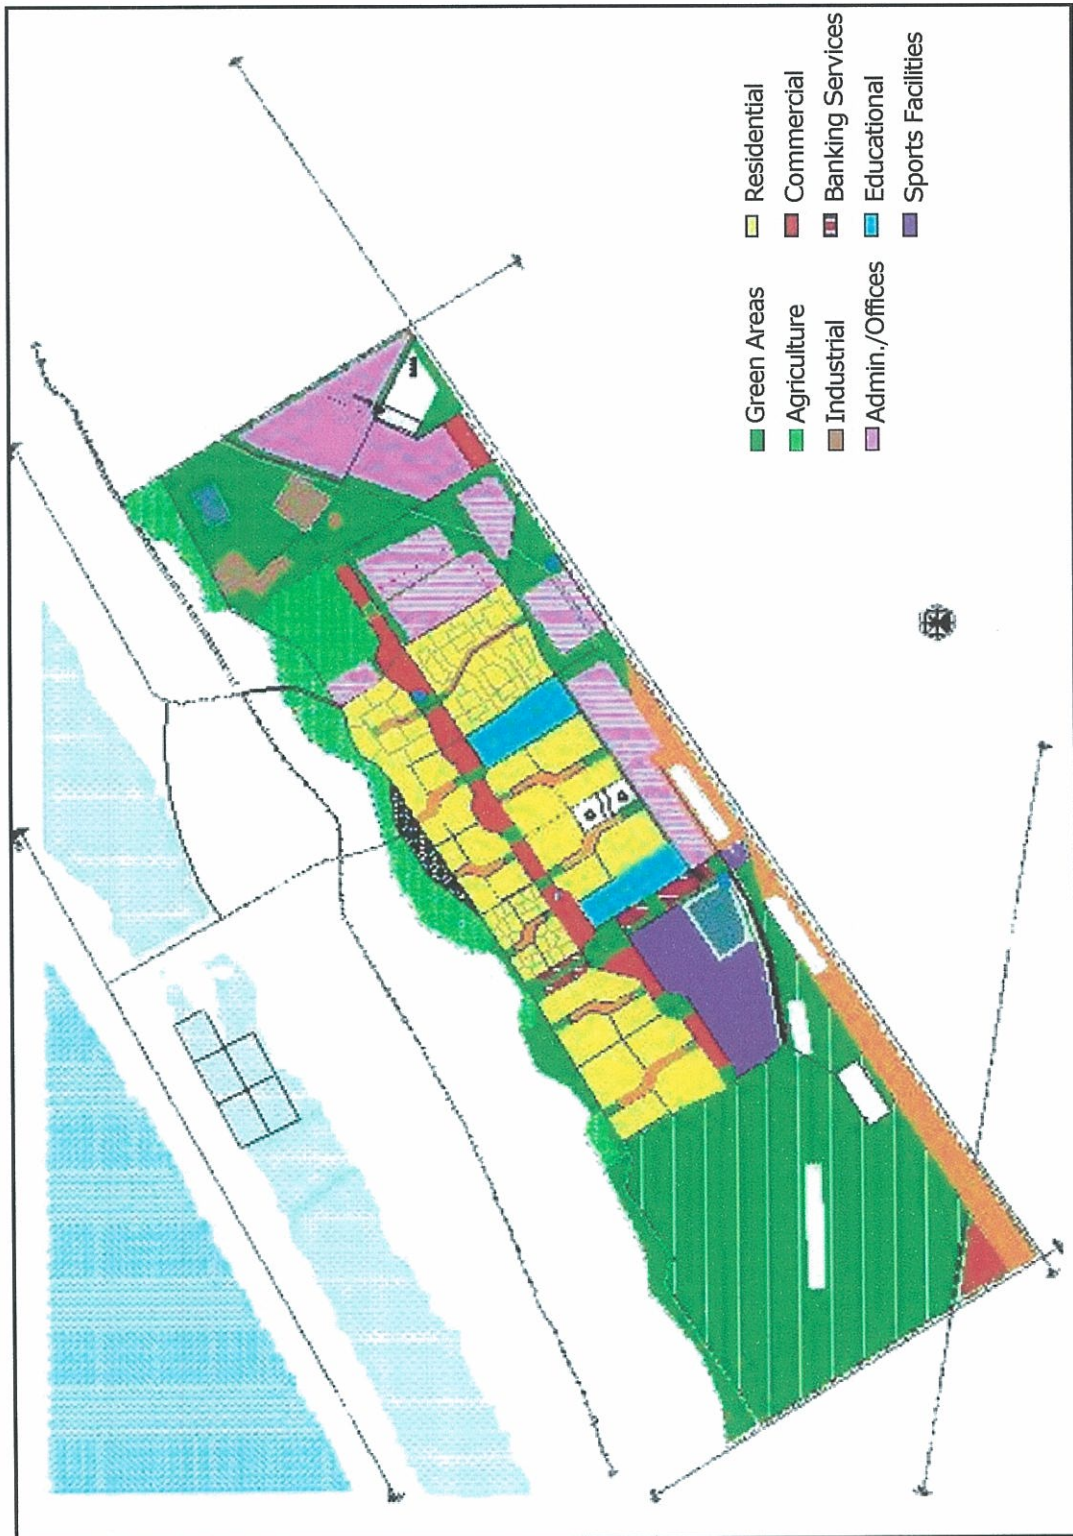 Green Areas
Agriculture
Industrial
Admin./Offices
Residential
Commercial
Banking Services
Educational
Sports Facilities